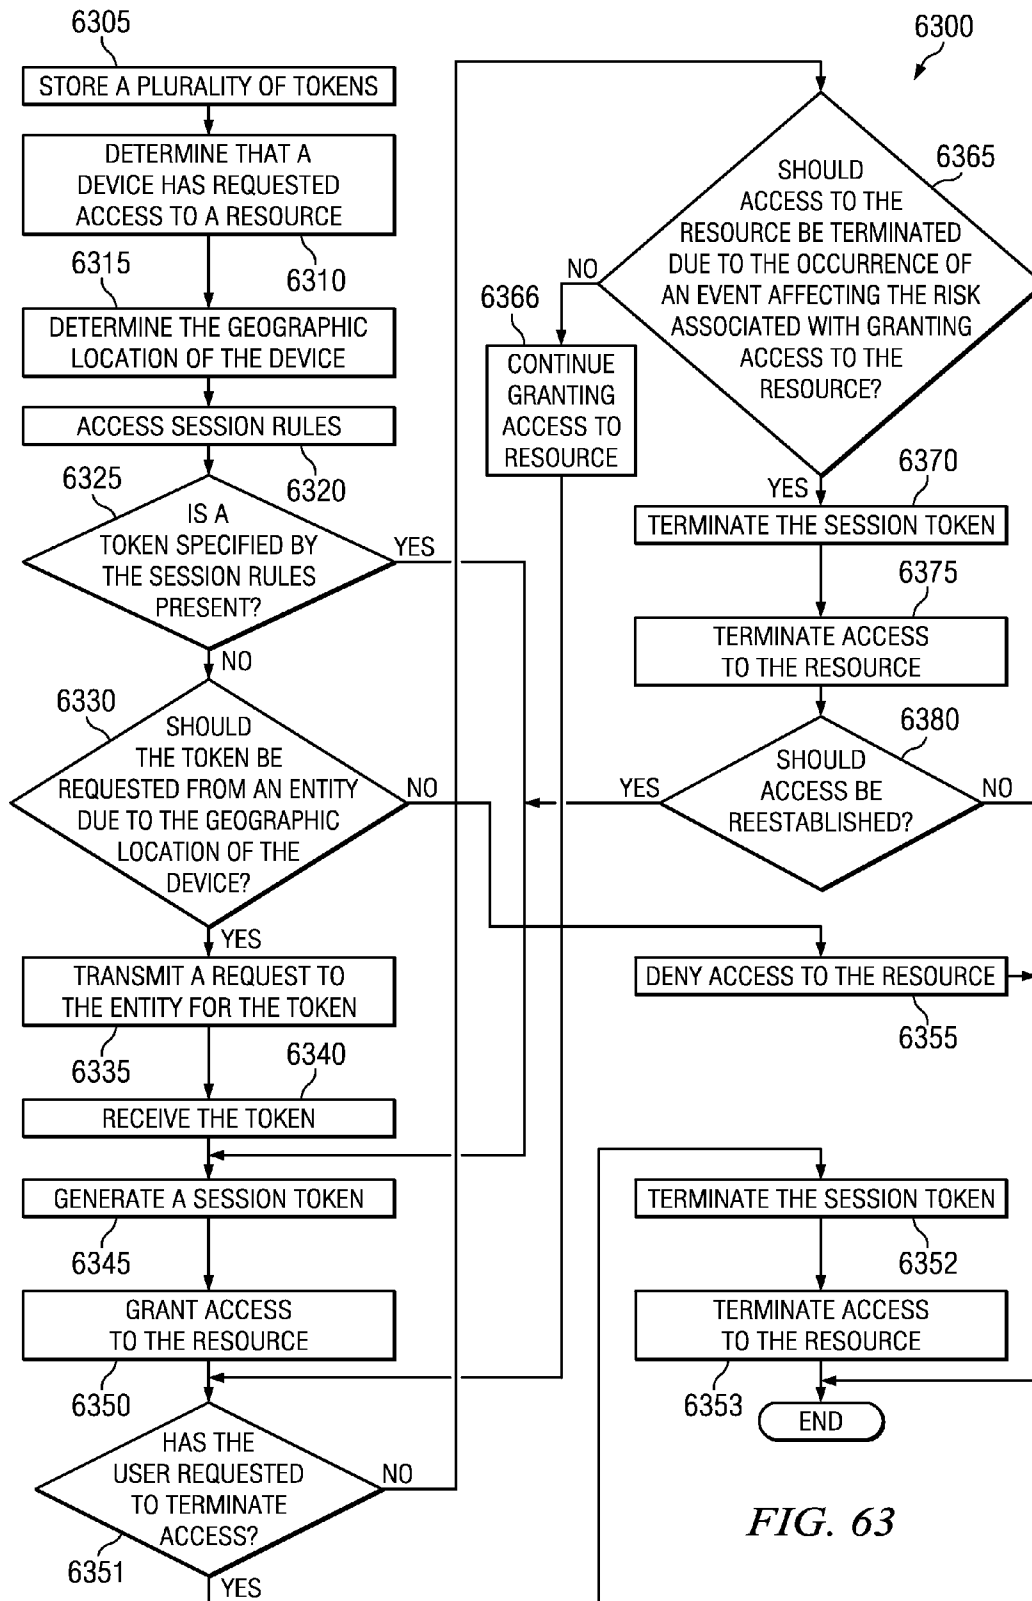 6305
STORE A PLURALITY OF TOKENS
DETERMINE THAT A
DEVICE HAS REQUESTED
ACCESS TO A RESOURCE
6310
6315
DETERMINE THE GEOGRAPHIC
LOCATION OF THE DEVICE
ACCESS SESSION RULES
6320
6325
IS A
TOKEN SPECIFIED BY
THE SESSION RULES
PRESENT?
YES
NO
6330
SHOULD
THE TOKEN BE
REQUESTED FROM AN ENTITY
DUE TO THE GEOGRAPHIC
LOCATION OF THE
DEVICE?
NO
YES
TRANSMIT A REQUEST TO
THE ENTITY FOR THE TOKEN
6335
6340
RECEIVE THE TOKEN
GENERATE A SESSION TOKEN
6345
GRANT ACCESS
TO THE RESOURCE
6350
HAS THE
USER REQUESTED
TO TERMINATE
ACCESS?
NO
6351
YES
6300
6365
SHOULD
ACCESS TO THE
RESOURCE BE TERMINATED
DUE TO THE OCCURRENCE OF
AN EVENT AFFECTING THE RISK
ASSOCIATED WITH GRANTING
ACCESS TO THE
RESOURCE?
NO
6366
CONTINUE
GRANTING
ACCESS TO
RESOURCE
YES
6370
TERMINATE THE SESSION TOKEN
6375
TERMINATE ACCESS
TO THE RESOURCE
6380
SHOULD
ACCESS BE
REESTABLISHED?
YES
NO
DENY ACCESS TO THE RESOURCE
6355
TERMINATE THE SESSION TOKEN
6352
TERMINATE ACCESS
TO THE RESOURCE
6353
END
FIG. 63